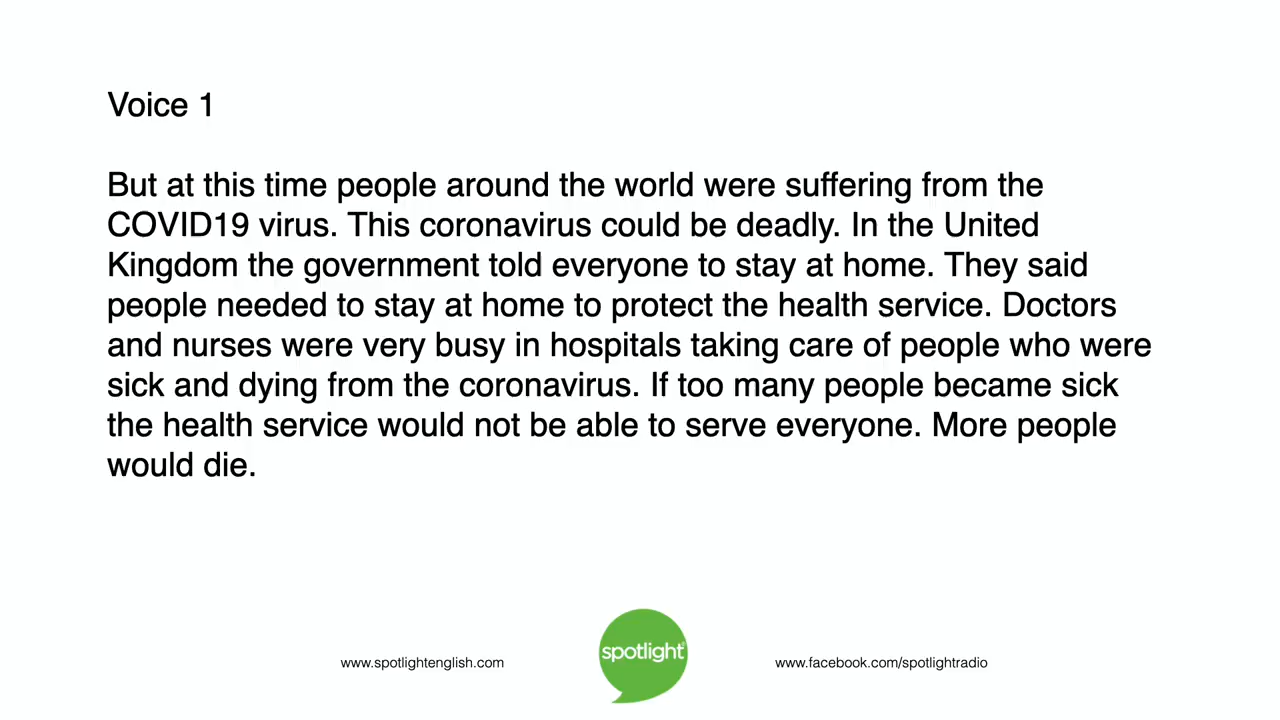 Voice 1
But at this time people around the world were suffering from the
COVID19 virus. This coronavirus could be deadly. In the United
Kingdom the government told everyone to stay at home. They said
people needed to stay at home to protect the health service. Doctors
and nurses were very busy in hospitals taking care of people who were
sick and dying from the coronavirus. If too many people became sick
the health service would not be able to serve everyone. More people
would die.
www.spotlightenglish.com
spotlight
www.facebook.com/spotlightradio